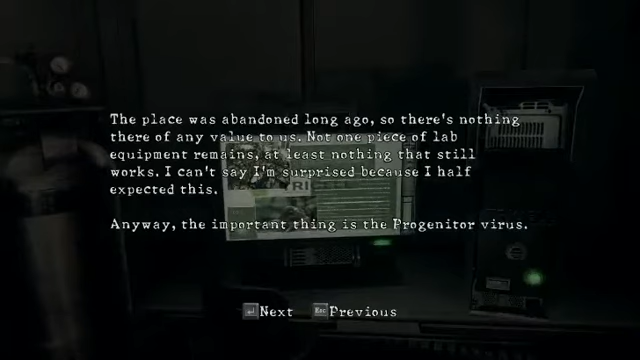 The place was abandoned long ago, so there's nothing
there of any value to us. Not one piece of lab
equipment remains, at least nothing that still
works. I can't say I'm surprised because I half
expected this.
Anyway, the important thing is the Progenitor virus.
Next Esc Previous